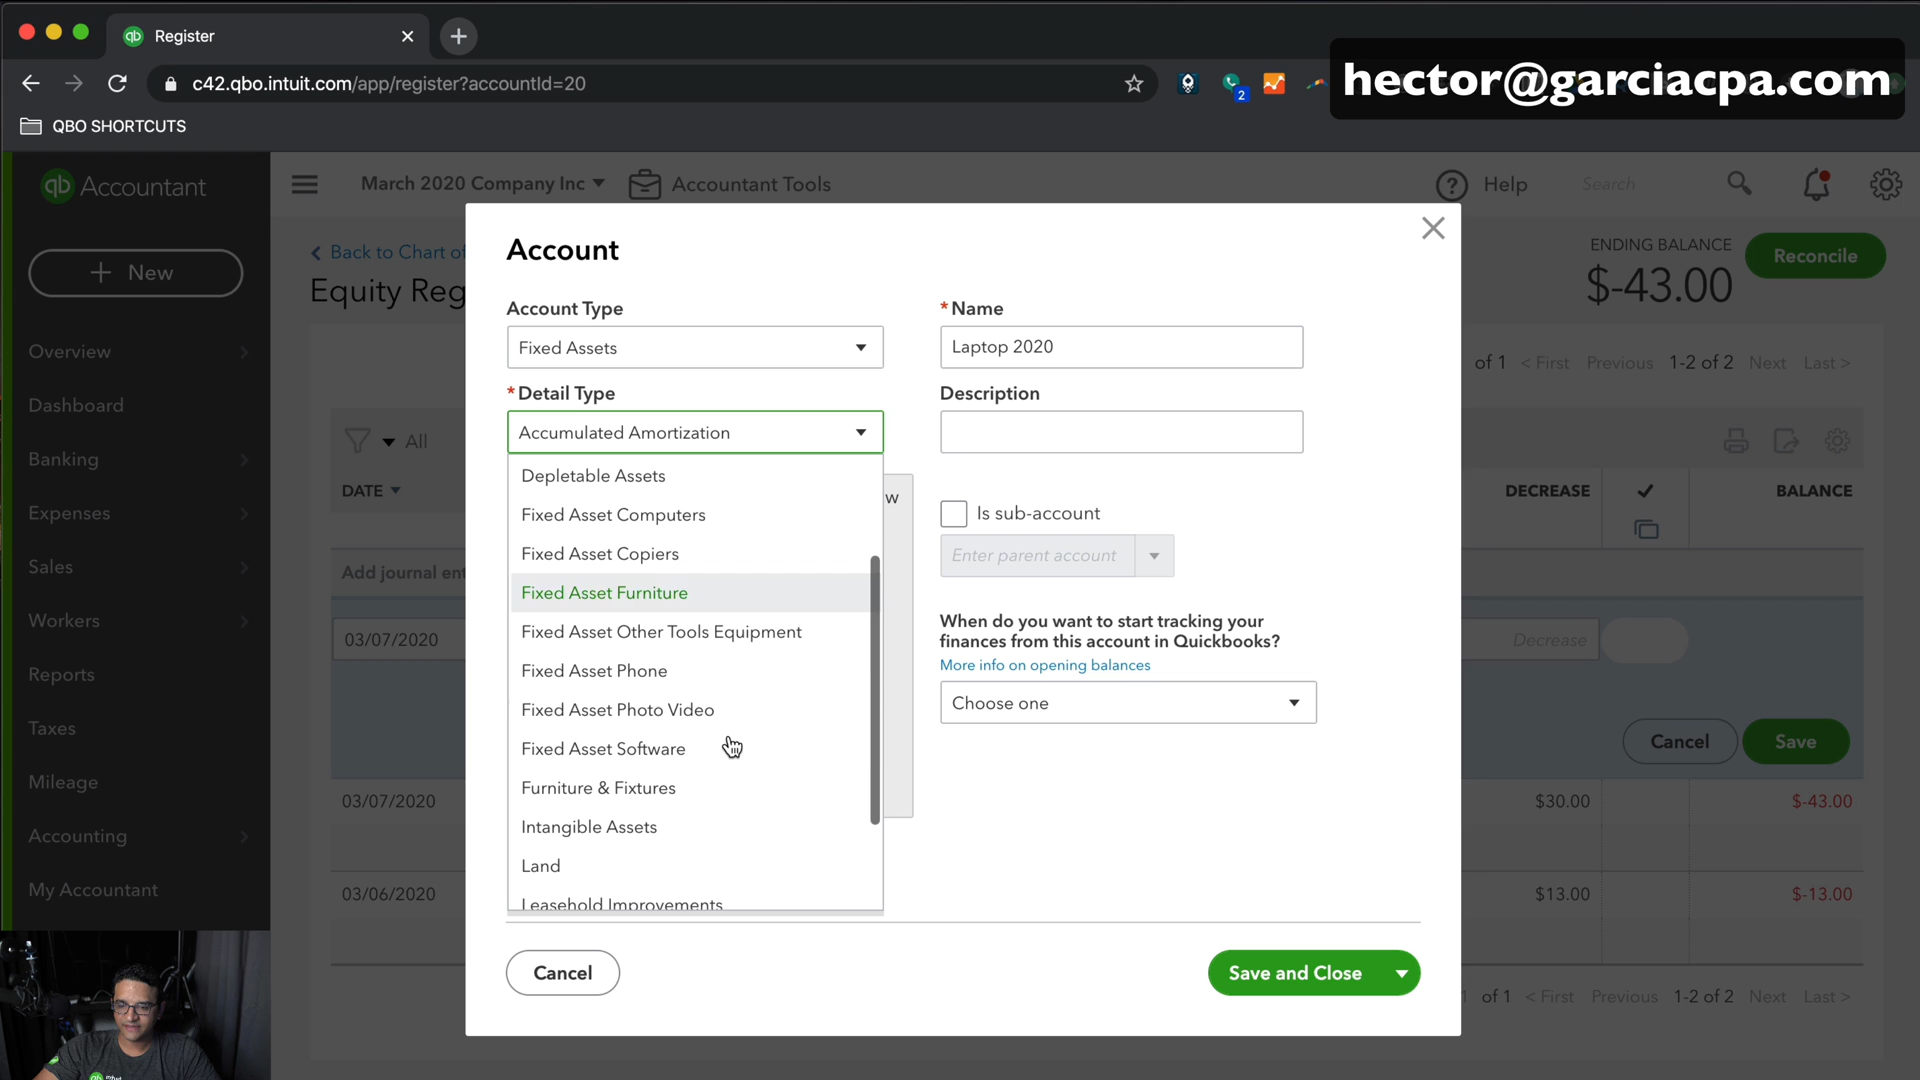 Register
c42.qbo.intuit.com/app/register?accountId=20
2
hector@garciacpa.com
QBO SHORTCUTS
qb Accountant
March 2020 Company Inc
Accountant Tools
Help
Search
New
Back to Chart of
Equity Reg
ENDING BALANCE
$-43.00
Reconcile
Overview
Dashboard
Banking
Expenses
Sales
Workers
Reports
Taxes
Mileage
Accounting
My Accountant
All
DATE
Add journal ent
03/07/2020
03/07/2020
03/06/2020
Account
Account Type
Fixed Assets
*Detail Type
Accumulated Amortization
Depletable Assets
Fixed Asset Computers
Fixed Asset Copiers
Fixed Asset Furniture
Fixed Asset Other Tools Equipment
Fixed Asset Phone
Fixed Asset Photo Video
Fixed Asset Software
Furniture & Fixtures
Intangible Assets
Land
Leasehold Improvements
w
*Name
Laptop 2020
Description
Is sub-account
Enter parent account
When do you want to start tracking your
finances from this account in Quickbooks?
More info on opening balances
Choose one
Cancel
Save and Close
of 1 < First Previous 1-2 of 2 Next Last >
DECREASE
BALANCE
Decrease
Cancel
Save
$30.00
$-43.00
$13.00
$-13.00
of 1 < First Previous 1-2 of 2 Next Last >